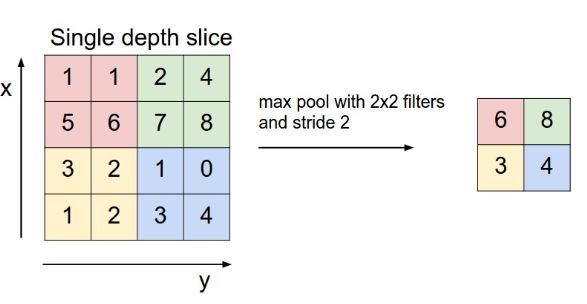 Single depth slice
x
1 1 2 4
5 6 7 8
3 2 1 0
1 2 3 4
y
max pool with 2x2 filters
and stride 2
6 8
3 4